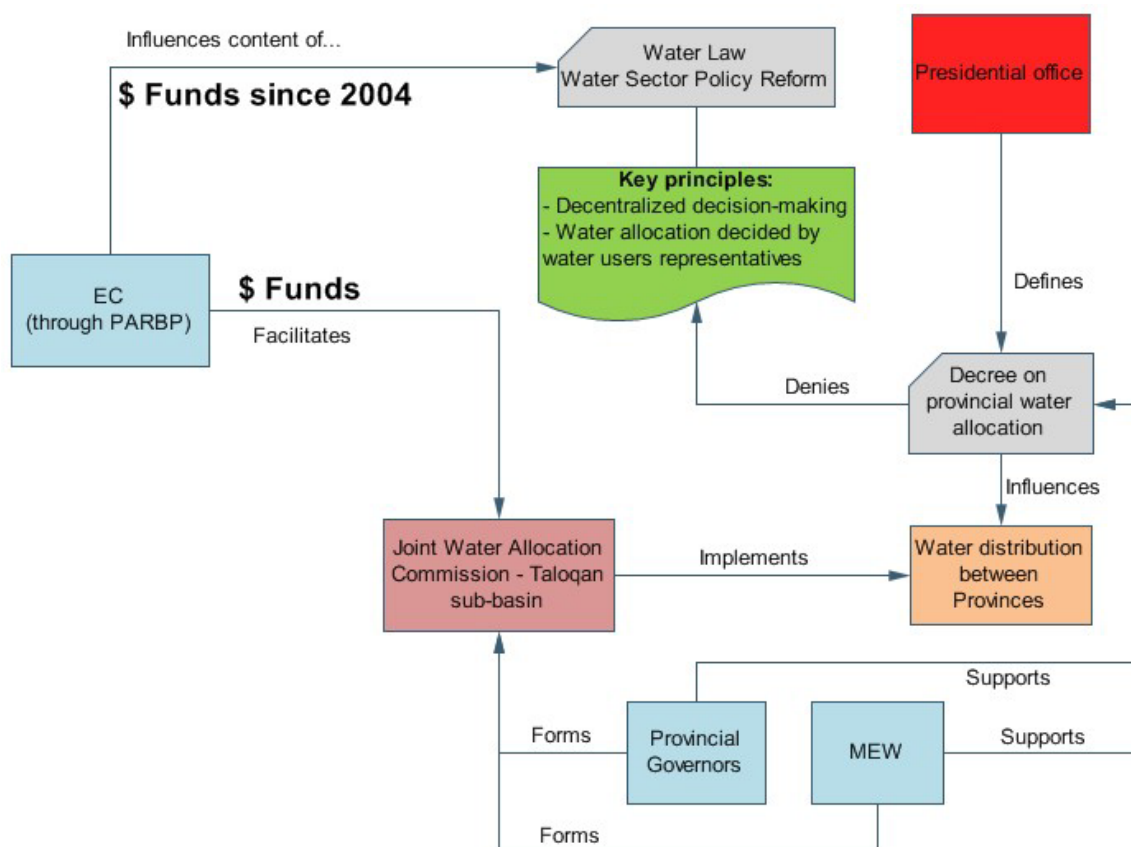 Influences content of...
$ Funds since 2004
Water Law
Water Sector Policy Reform
Presidential office
Key principles:
- Decentralized decision-making
- Water allocation decided by
water users representatives
EC
(through PARBP)
$ Funds
Facilitates
Defines
Denies
Decree on
provincial water
allocation
Influences
Joint Water Allocation
Commission - Taloqan
sub-basin
Implements
Water distribution
between
Provinces
Supports
Forms
Provincial
Governors
MEW
Supports
Forms